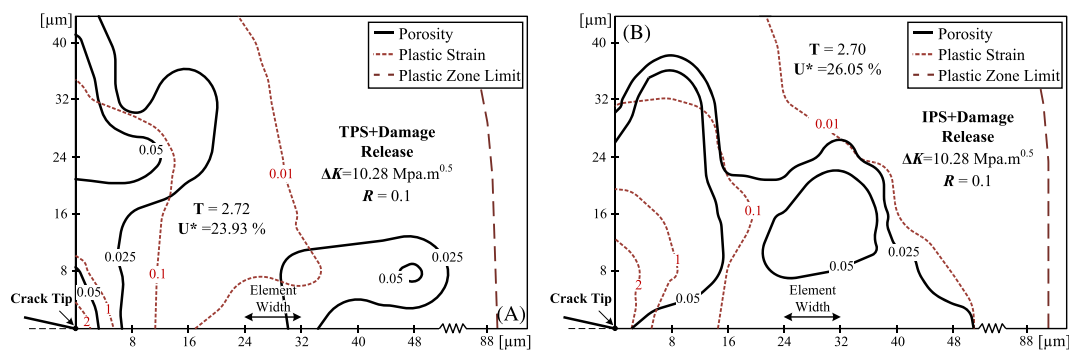 [µm]
40
32
24
16
8
Porosity
Plastic Strain
Plastic Zone Limit
TPS+Damage
Release
ΔK=10.28 Mpa.m0.5
R = 0.1
T = 2.72
U* =23.93 %
0.05
0.01
0.025
0.1
0.025
0.05
0.05
1
2
Element
Width
Crack Tip
(A)
8
16
24
32
40
48
88
[µm]
[µm]
(B)
40
32
24
16
8
T = 2.70
U* =26.05 %
Porosity
Plastic Strain
Plastic Zone Limit
0.01
IPS+Damage
Release
ΔK=10.28 Mpa.m0.5
R = 0.1
0.1
0.025
1
2
0.05
0.05
Element
Width
Crack Tip
8
16
24
32
40
48
88
[µm]